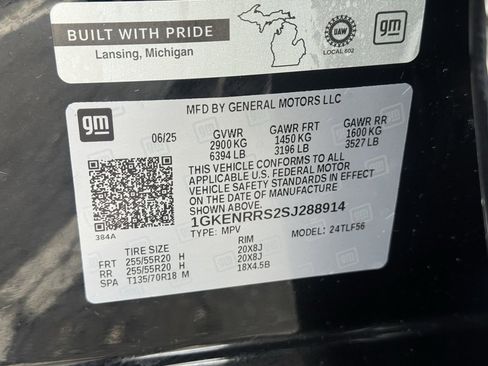 BUILT WITH PRIDE
Lansing, Michigan
UAW
LOCAL 602
gm
MFD BY GENERAL MOTORS LLC
gm
06/25 GVWR GAWR FRT GAWR RR
2900 KG 1450 KG 1600 KG
6394 LB 3196 LB 3527 LB
THIS VEHICLE CONFORMS TO ALL
APPLICABLE U.S. FEDERAL MOTOR
VEHICLE SAFETY STANDARDS IN EFFECT
ON THE DATE OF MANUFACTURE
SHOWN ABOVE.
1GKENRRS2SJ288914
TYPE: MPV MODEL: 24TLF56
384A
TIRE SIZE RIM
FRT 255/55R20 H 20X8J
RR 255/55R20 H 20X8J
SPA T135/70R18 M 18X4.5B